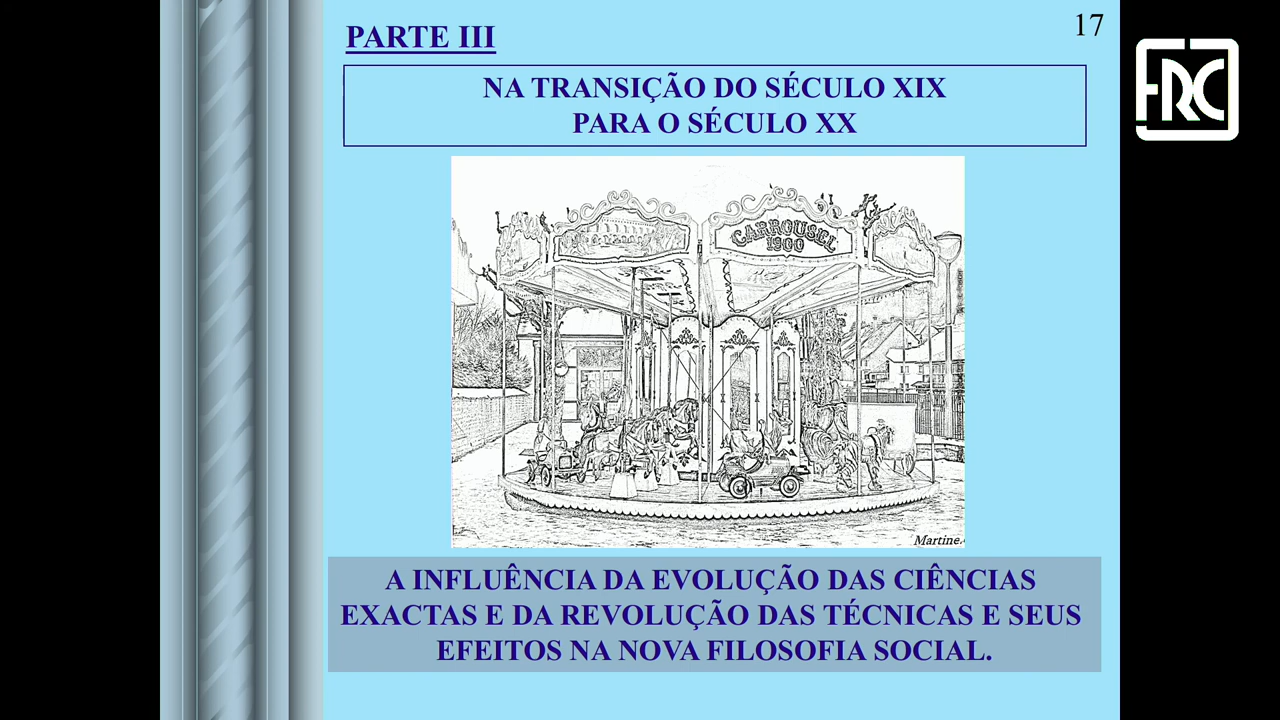 PARTE III
17
NA TRANSIÇÃO DO SÉCULO XIX
PARA O SÉCULO XX
CARROUSEL
1900
Martine.
A INFLUÊNCIA DA EVOLUÇÃO DAS CIÊNCIAS
EXACTAS E DA REVOLUÇÃO DAS TÉCNICAS E SEUS
EFEITOS NA NOVA FILOSOFIA SOCIAL.
FRC